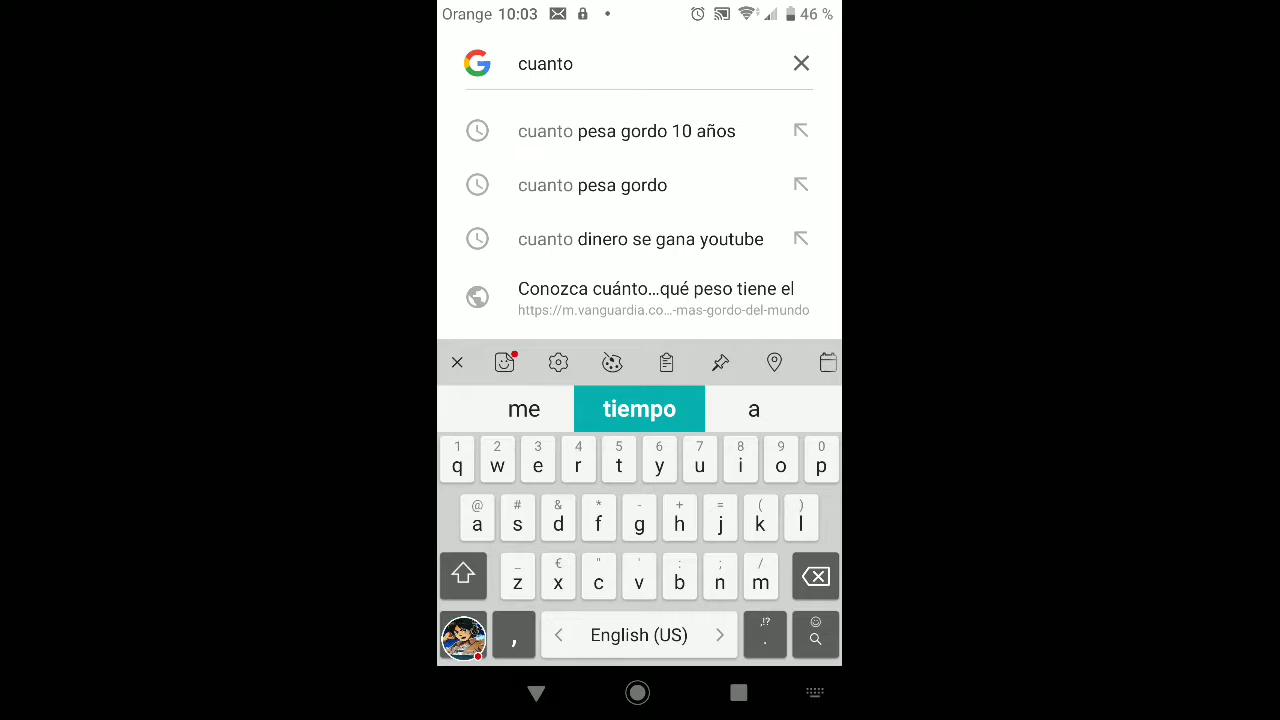 Orange 10:03 46 %
cuanto
cuanto pesa gordo 10 años
cuanto pesa gordo
cuanto dinero se gana youtube
Conozca cuánto...qué peso tiene el
https://m.vanguardia.co...-mas-gordo-del-mundo
me tiempo a
1 2 3 4 5 6 7 8 9 0
q w e r t y u i o p
@ # & * - + = ( )
a s d f g h j k l
_ € " ' : ; /
z x c v b n m
, < English (US) > ,!? .